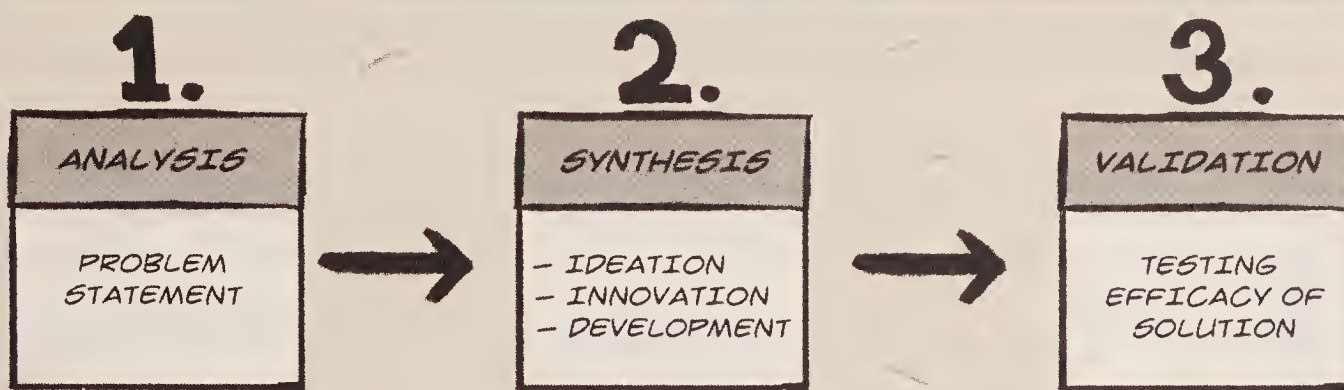 1.
ANALYSIS
PROBLEM
STATEMENT
2.
SYNTHESIS
– IDEATION
– INNOVATION
– DEVELOPMENT
3.
VALIDATION
TESTING
EFFICACY OF
SOLUTION